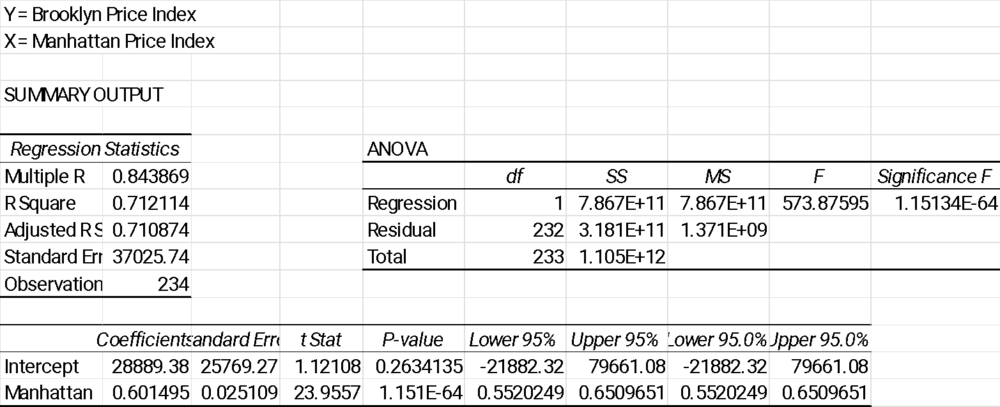 Y= Brooklyn Price Index
X= Manhattan Price Index
SUMMARY OUTPUT
Regression Statistics ANOVA
Multiple R 0.843869 df SS MS F Significance F
R Square 0.712114 Regression 1 7.867E+11 7.867E+11 573.87595 1.15134E-64
Adjusted R S 0.710874 Residual 232 3.181E+11 1.371E+09
Standard Err 37025.74 Total 233 1.105E+12
Observation 234
Coefficients andard Erro t Stat P-value Lower 95% Upper 95% Lower 95.0% Upper 95.0%
Intercept 28889.38 25769.27 1.12108 0.2634135 -21882.32 79661.08 -21882.32 79661.08
Manhattan 0.601495 0.025109 23.9557 1.151E-64 0.5520249 0.6509651 0.5520249 0.6509651